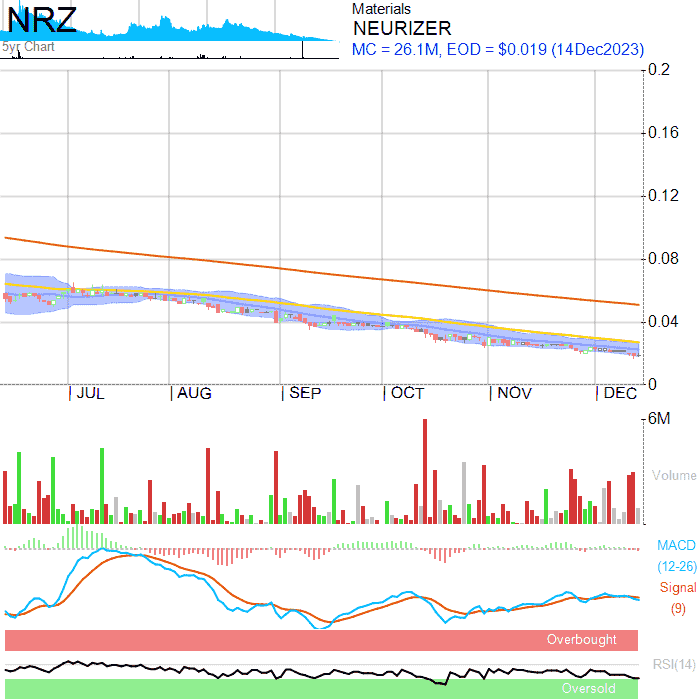 NRZ
5yr Chart
Materials
NEURIZER
MC = 26.1M, EOD = $0.019 (14Dec2023)
0.2
0.16
0.12
0.08
0.04
0
JUL AUG SEP OCT NOV DEC
6M
Volume
MACD
(12-26)
Signal
(9)
Overbought
RSI(14)
Oversold